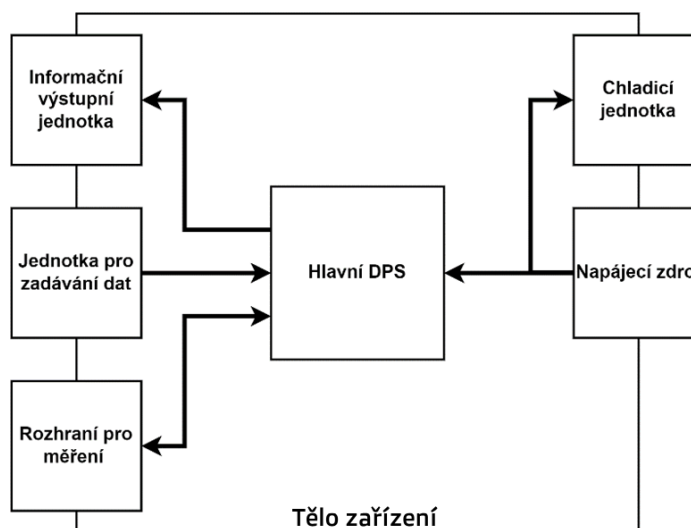 Informační
výstupní
jednotka
Chladicí
jednotka
Jednotka pro
zadávání dat
Hlavní DPS
Napájecí zdro
Rozhraní pro
měření
Tělo zařízení